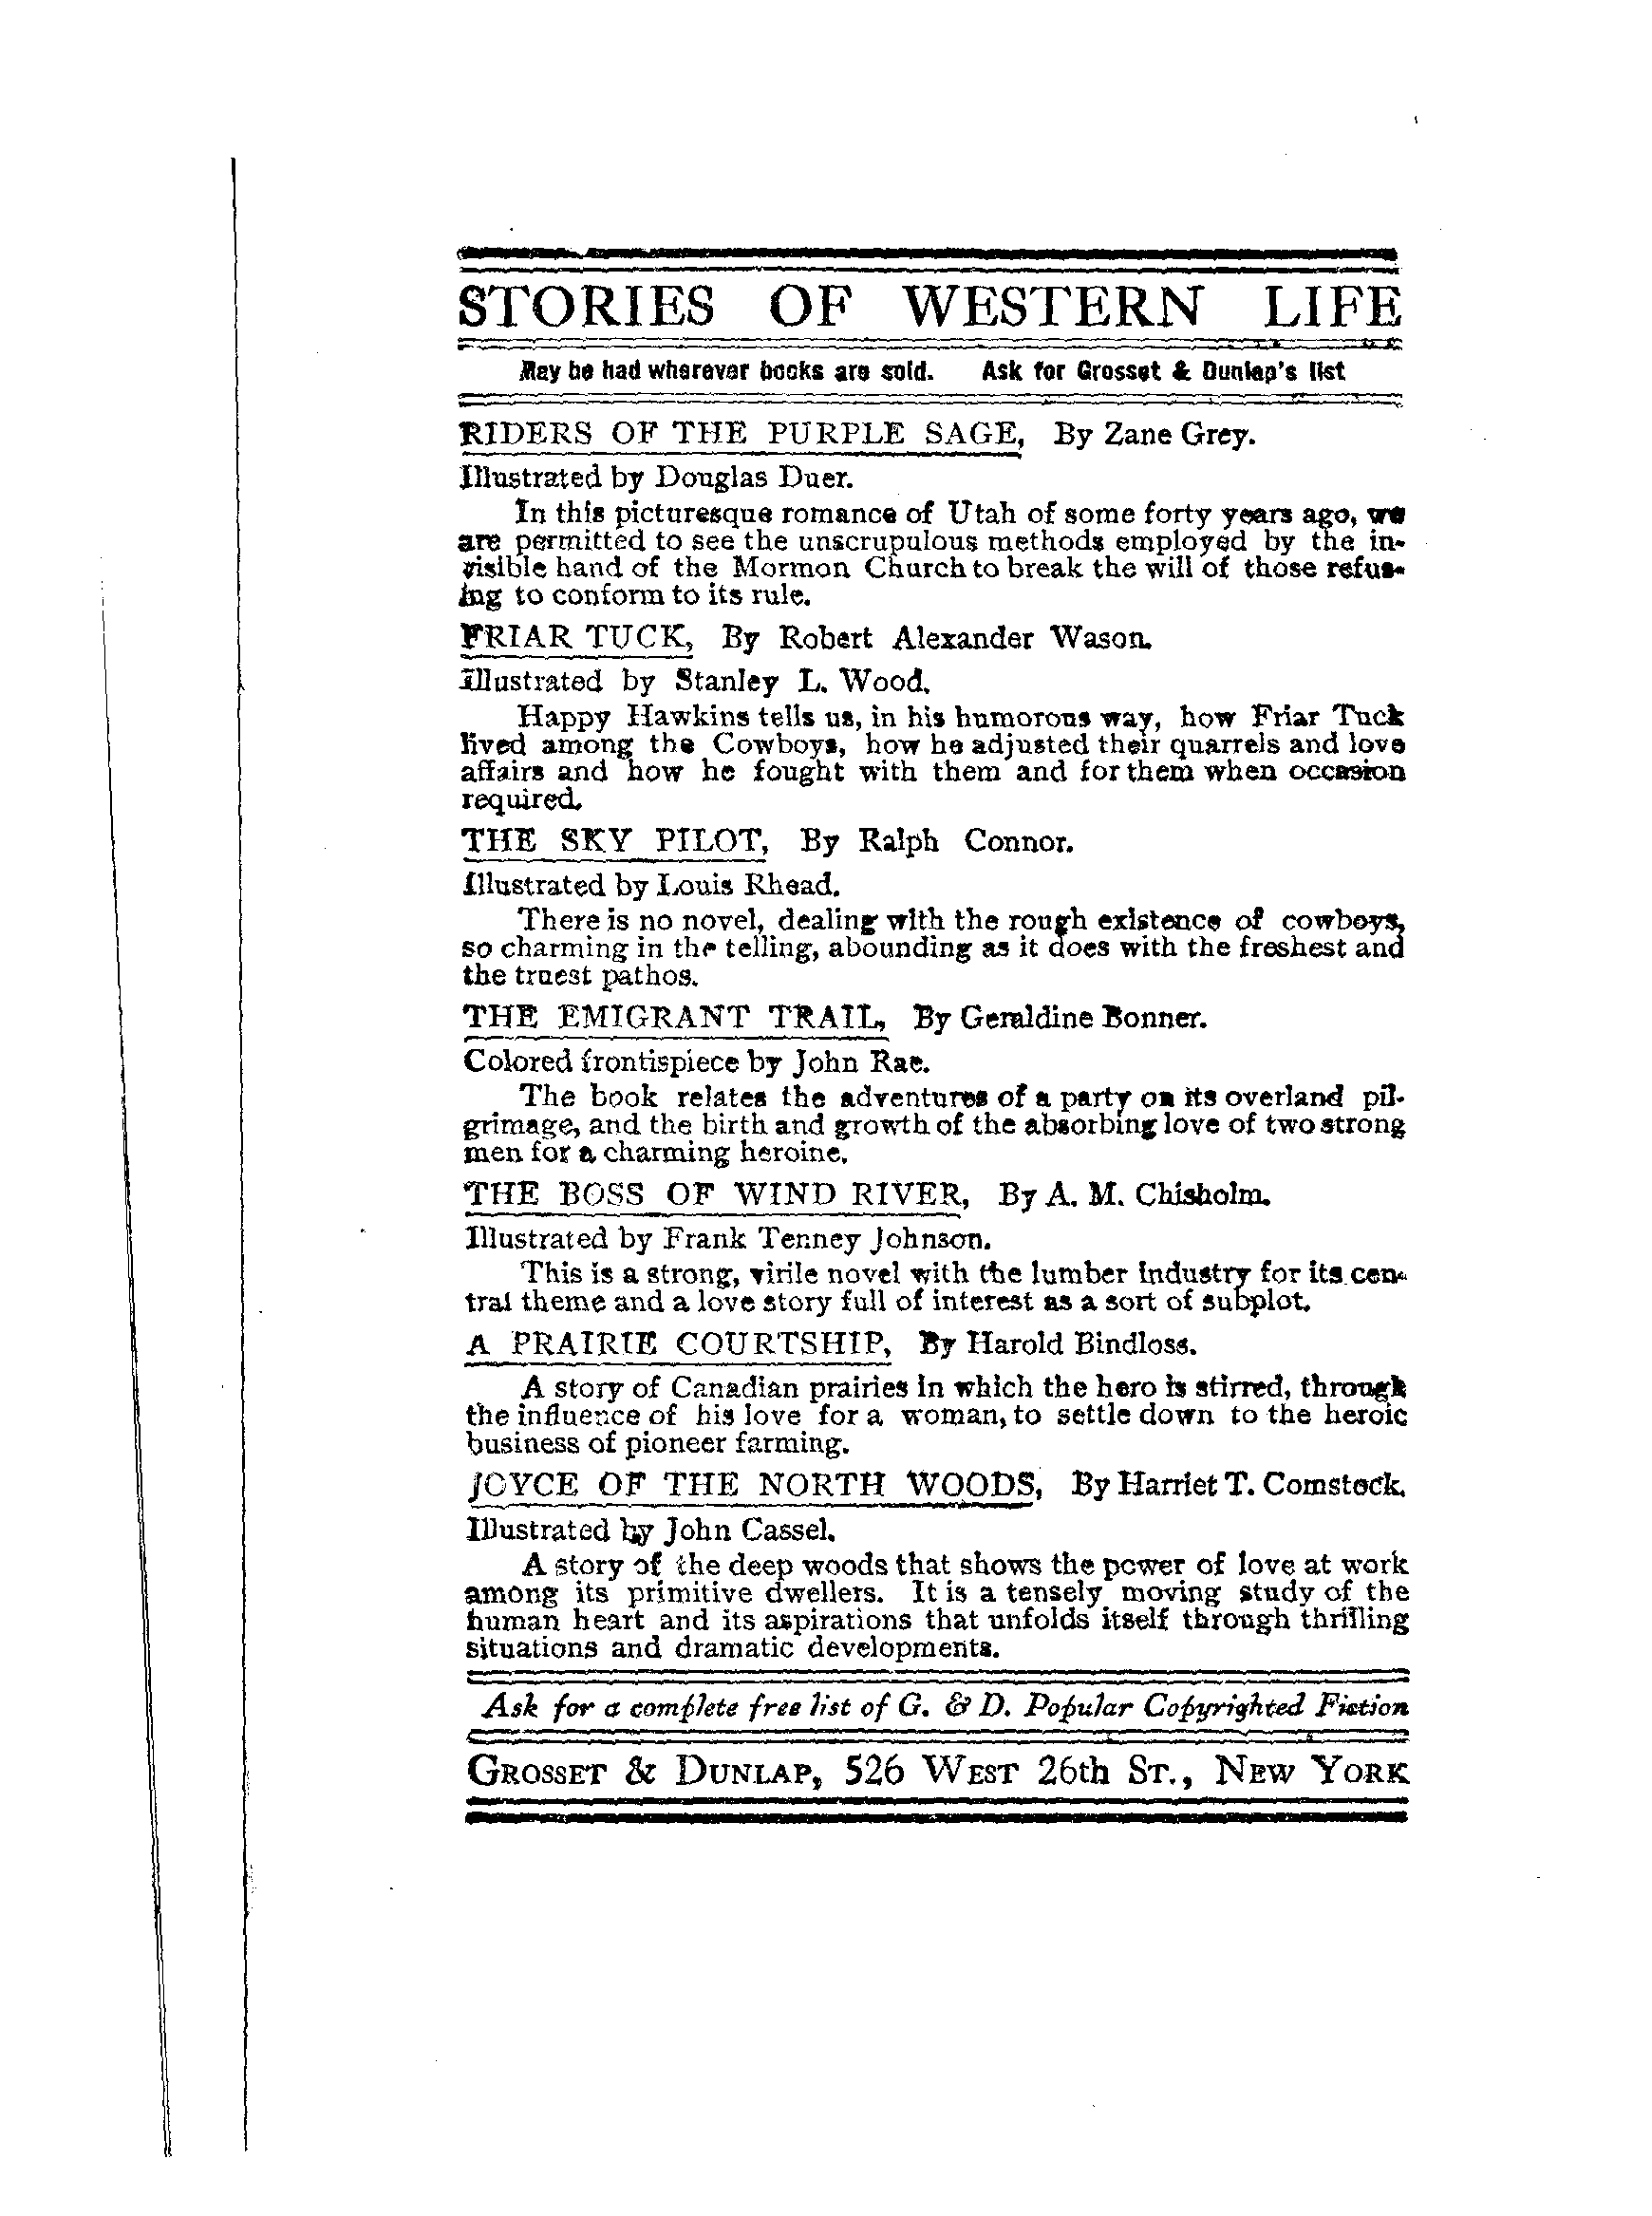 STORIES OF WESTERN LIFE
May be had wherever books are sold. Ask for Grosset & Dunlap's list
RIDERS OF THE PURPLE SAGE, By Zane Grey.
Illustrated by Douglas Duer.
In this picturesque romance of Utah of some forty years ago, we
are permitted to see the unscrupulous methods employed by the in-
visible hand of the Mormon Church to break the will of those refus-
ing to conform to its rule.
FRIAR TUCK, By Robert Alexander Wason.
Illustrated by Stanley L. Wood.
Happy Hawkins tells us, in his humorous way, how Friar Tuck
lived among the Cowboys, how he adjusted their quarrels and love
affairs and how he fought with them and for them when occasion
required.
THE SKY PILOT, By Ralph Connor.
Illustrated by Louis Rhead.
There is no novel, dealing with the rough existence of cowboys,
so charming in the telling, abounding as it does with the freshest and
the truest pathos.
THE EMIGRANT TRAIL, By Geraldine Bonner.
Colored frontispiece by John Rae.
The book relates the adventures of a party on its overland pil-
grimage, and the birth and growth of the absorbing love of two strong
men for a charming heroine.
THE BOSS OF WIND RIVER, By A. M. Chisholm.
Illustrated by Frank Tenney Johnson.
This is a strong, virile novel with the lumber industry for its cen-
tral theme and a love story full of interest as a sort of subplot.
A PRAIRIE COURTSHIP, By Harold Bindloss.
A story of Canadian prairies in which the hero is stirred, through
the influence of his love for a woman, to settle down to the heroic
business of pioneer farming.
JOYCE OF THE NORTH WOODS, By Harriet T. Comstock.
Illustrated by John Cassel.
A story of the deep woods that shows the power of love at work
among its primitive dwellers. It is a tensely moving study of the
human heart and its aspirations that unfolds itself through thrilling
situations and dramatic developments.
Ask for a complete free list of G. & D. Popular Copyrighted Fiction
GROSSET & DUNLAP, 526 WEST 26th ST., NEW YORK